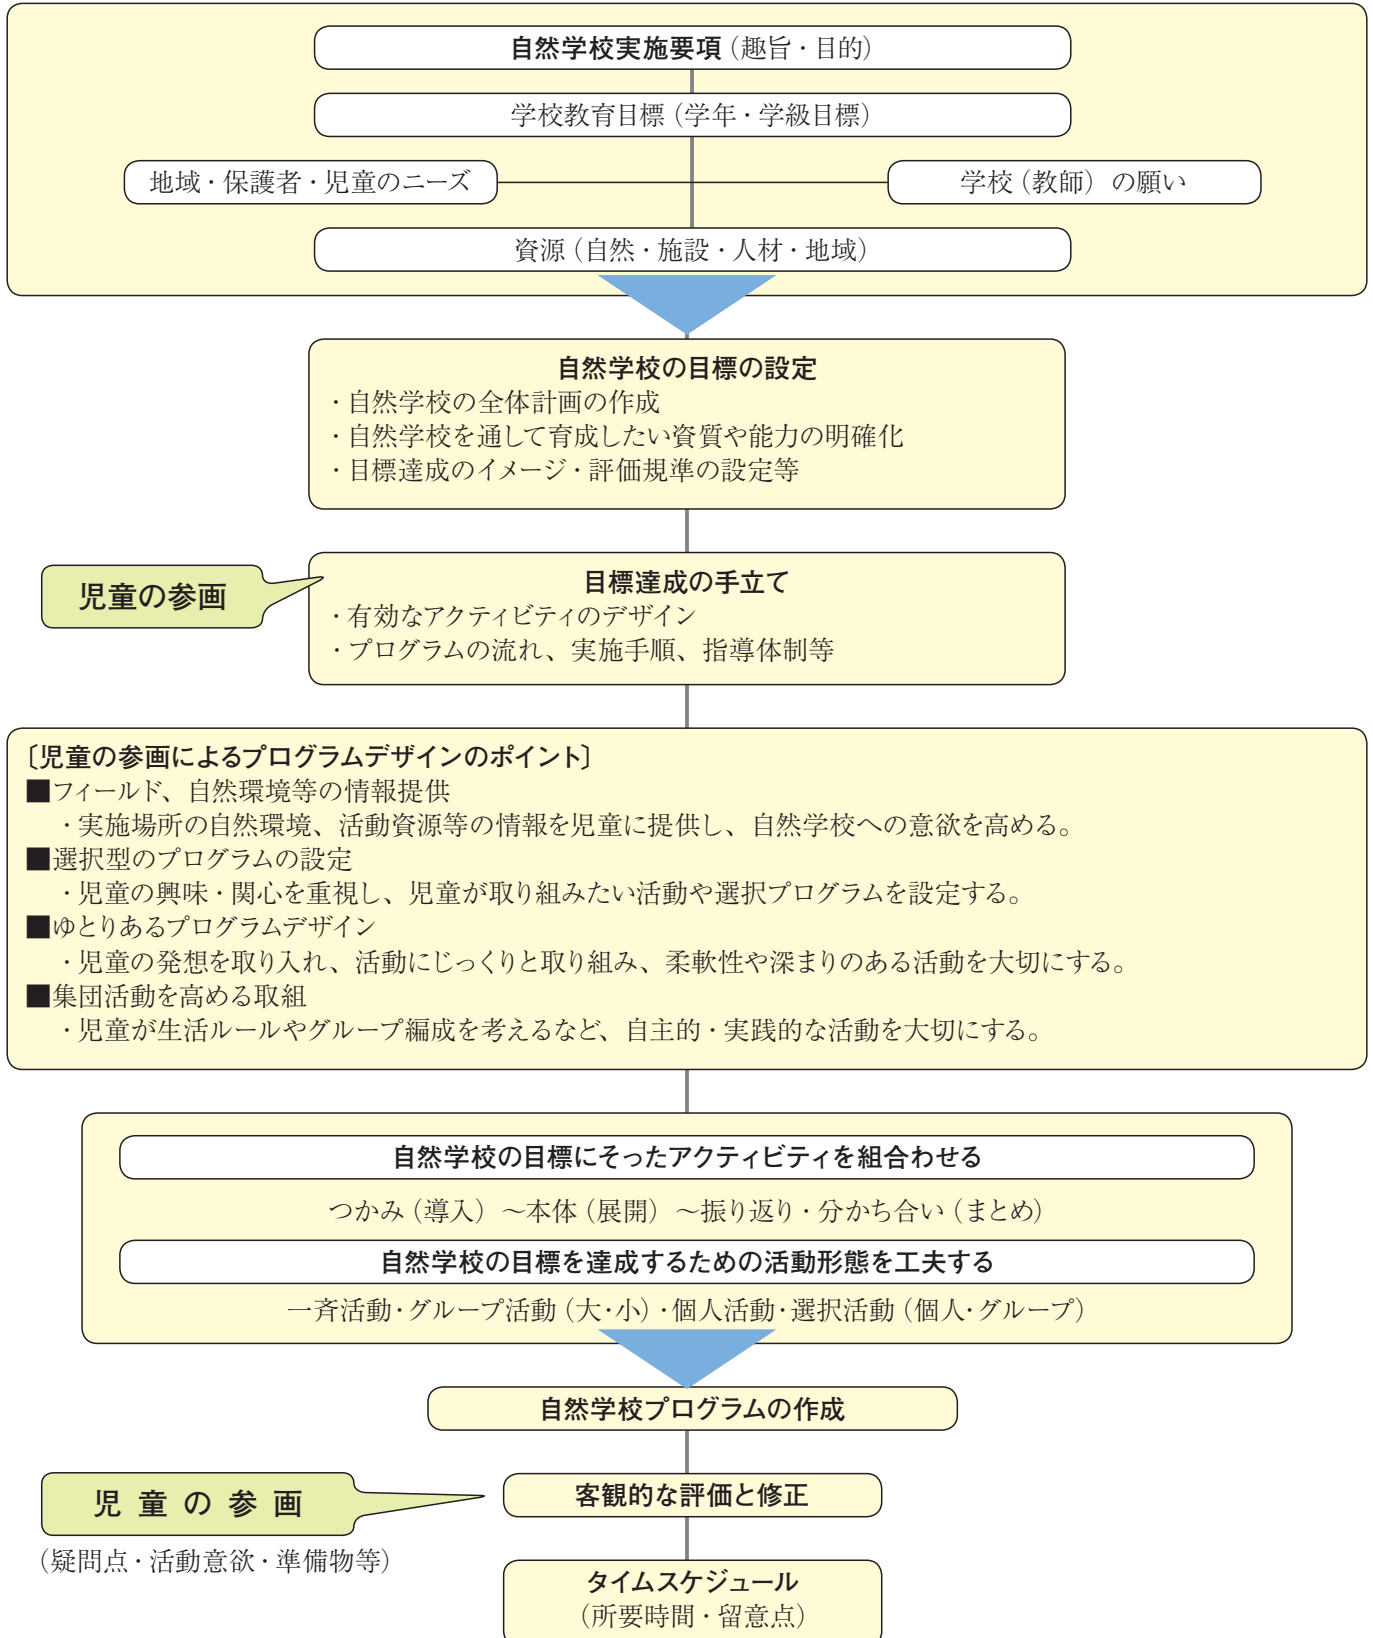 自然学校実施要項（趣旨・目的）
学校教育目標（学年・学級目標）
地域・保護者・児童のニーズ
学校（教師）の願い
資源（自然・施設・人材・地域）
自然学校の目標の設定
・自然学校の全体計画の作成
・自然学校を通して育成したい資質や能力の明確化
・目標達成のイメージ・評価規準の設定等
児童の参画
目標達成の手立て
・有効なアクティビティのデザイン
・プログラムの流れ、実施手順、指導体制等
〔児童の参画によるプログラムデザインのポイント〕
■フィールド、自然環境等の情報提供
・実施場所の自然環境、活動資源等の情報を児童に提供し、自然学校への意欲を高める。
■選択型のプログラムの設定
・児童の興味・関心を重視し、児童が取り組みたい活動や選択プログラムを設定する。
■ゆとりあるプログラムデザイン
・児童の発想を取り入れ、活動にじっくりと取り組み、柔軟性や深まりのある活動を大切にする。
■集団活動を高める取組
・児童が生活ルールやグループ編成を考えるなど、自主的・実践的な活動を大切にする。
自然学校の目標にそったアクティビティを組合わせる
つかみ（導入）～本体（展開）～振り返り・分かち合い（まとめ）
自然学校の目標を達成するための活動形態を工夫する
一斉活動・グループ活動（大・小）・個人活動・選択活動（個人・グループ）
自然学校プログラムの作成
児童の参画
（疑問点・活動意欲・準備物等）
客観的な評価と修正
タイムスケジュール
（所要時間・留意点）